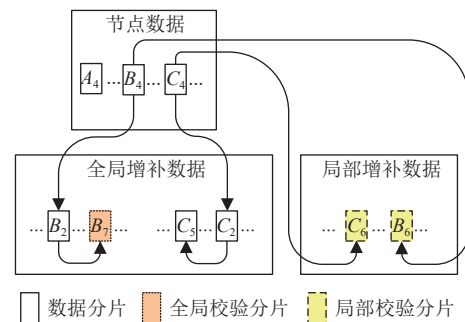 节点数据
A4 ... B4 ... C4 ...
全局增补数据
... B2 ... B7 ... C5 C2 ...
局部增补数据
... C6 ... B6 ...
数据分片 全局校验分片 局部校验分片